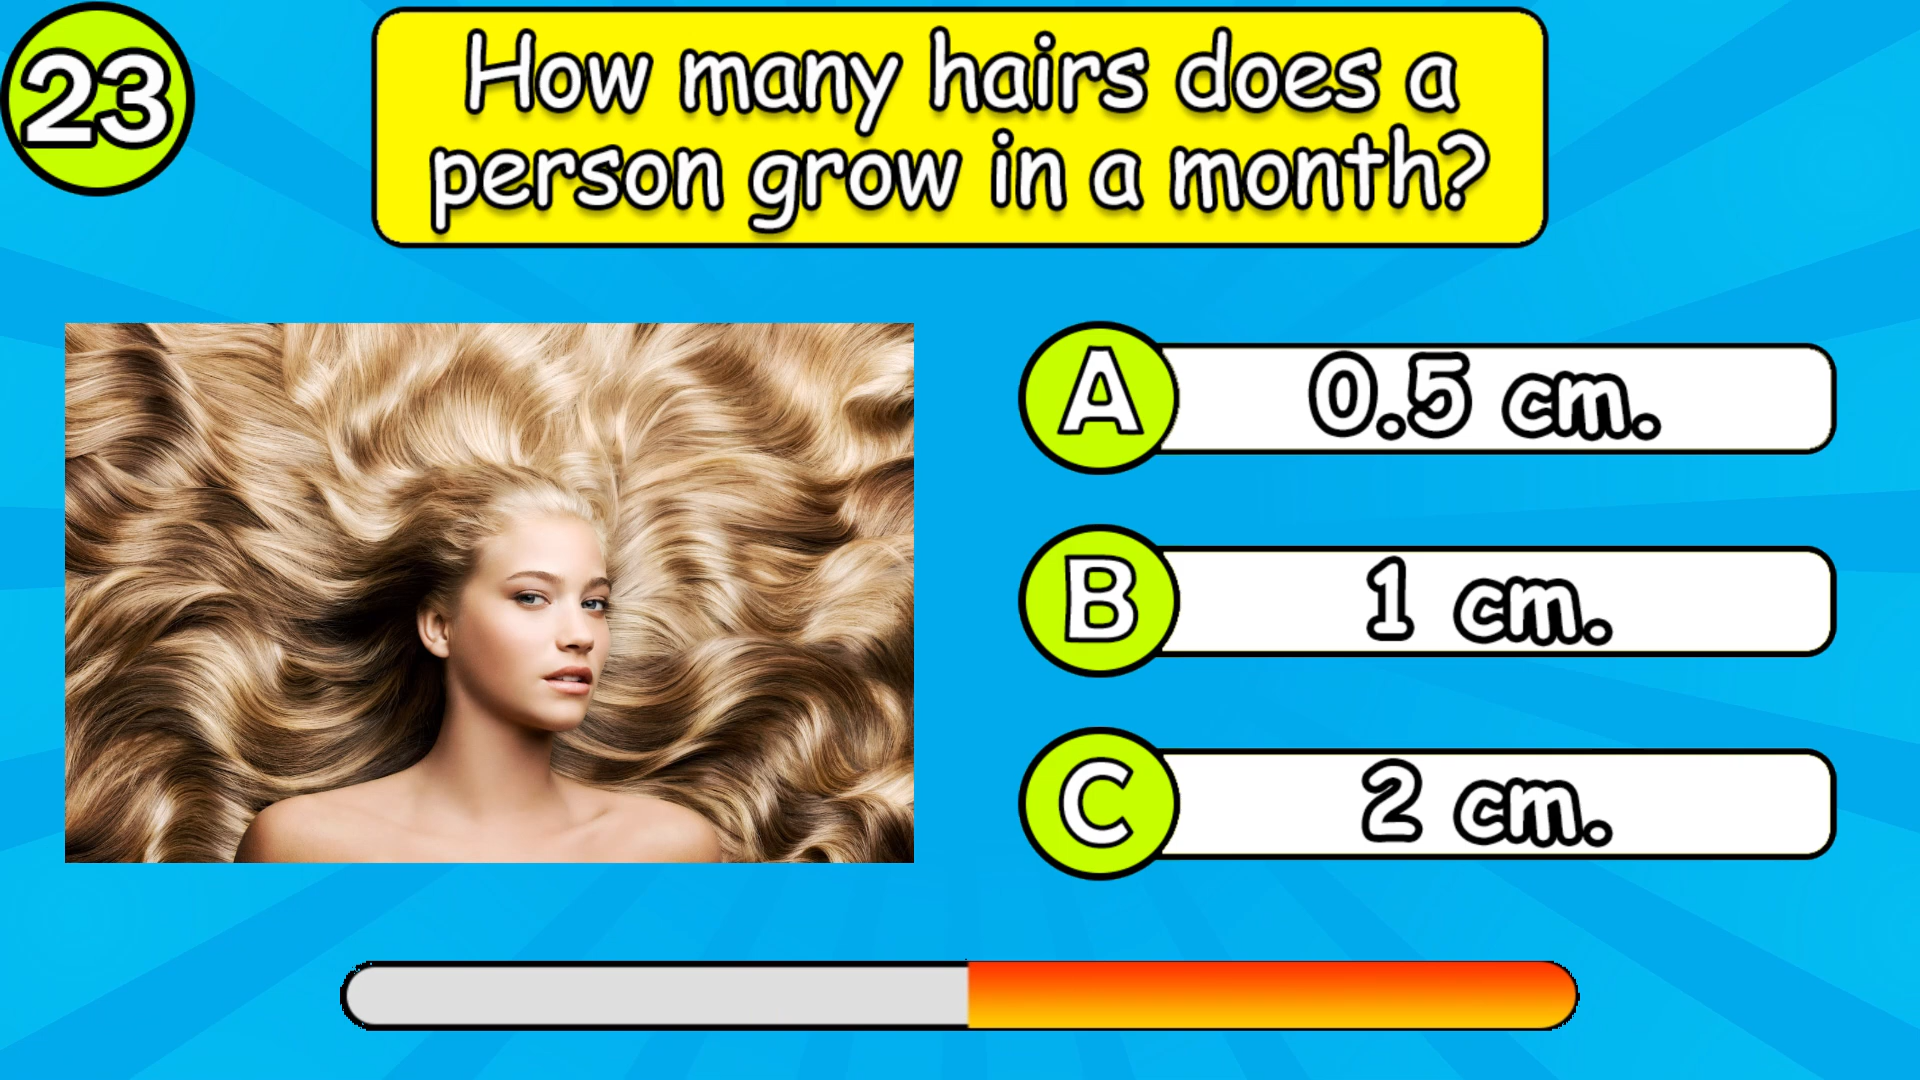 23
How many hairs does a
person grow in a month?
A 0.5 cm.
B 1 cm.
C 2 cm.